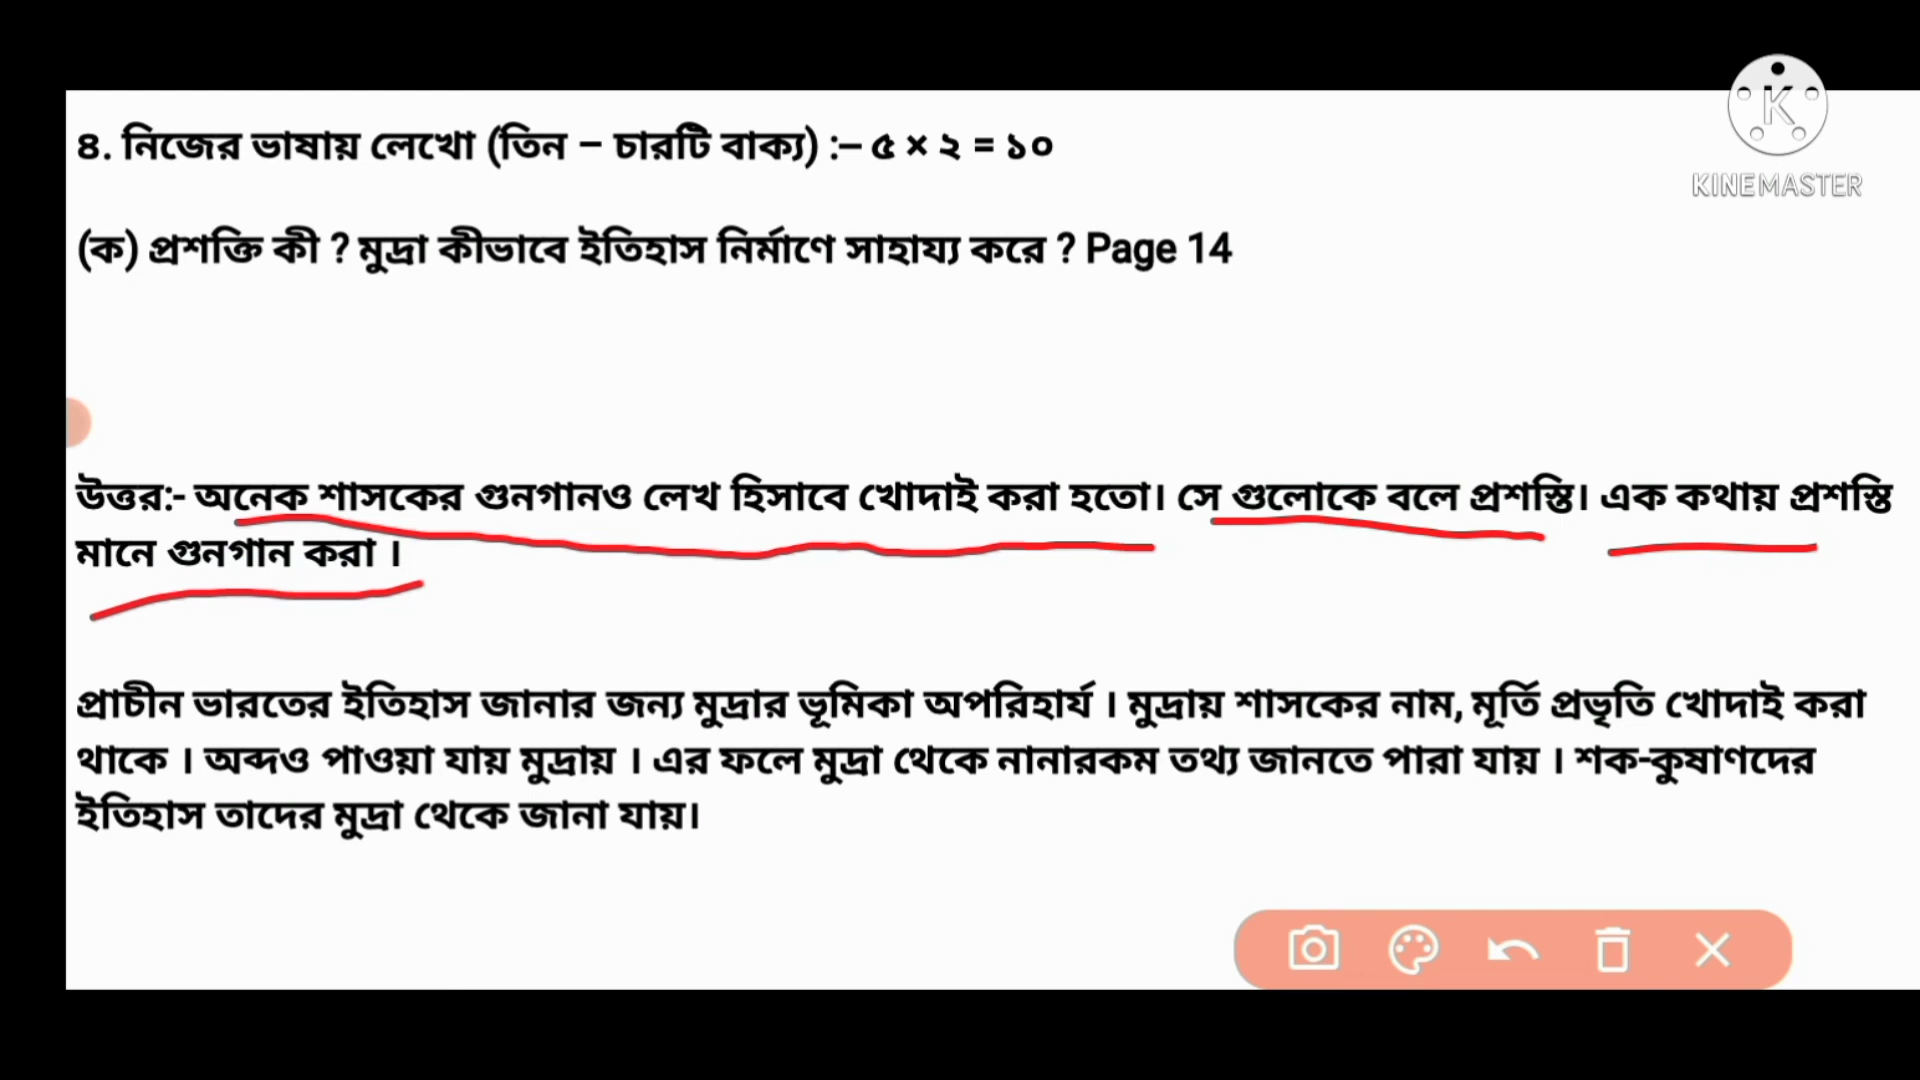 KINEMASTER
৪. নিজের ভাষায় লেখো (তিন – চারটি বাক্য) :– ৫ × ২ = ১০
(ক) প্রশক্তি কী ? মুদ্রা কীভাবে ইতিহাস নির্মাণে সাহায্য করে ? Page 14
উত্তর:- অনেক শাসকের গুনগানও লেখ হিসাবে খোদাই করা হতো। সে গুলোকে বলে প্রশস্তি। এক কথায় প্রশস্তি
মানে গুনগান করা ।
প্রাচীন ভারতের ইতিহাস জানার জন্য মুদ্রার ভূমিকা অপরিহার্য । মুদ্রায় শাসকের নাম, মূর্তি প্রভৃতি খোদাই করা
থাকে । অব্দও পাওয়া যায় মুদ্রায় । এর ফলে মুদ্রা থেকে নানারকম তথ্য জানতে পারা যায় । শক-কুষাণদের
ইতিহাস তাদের মুদ্রা থেকে জানা যায়।